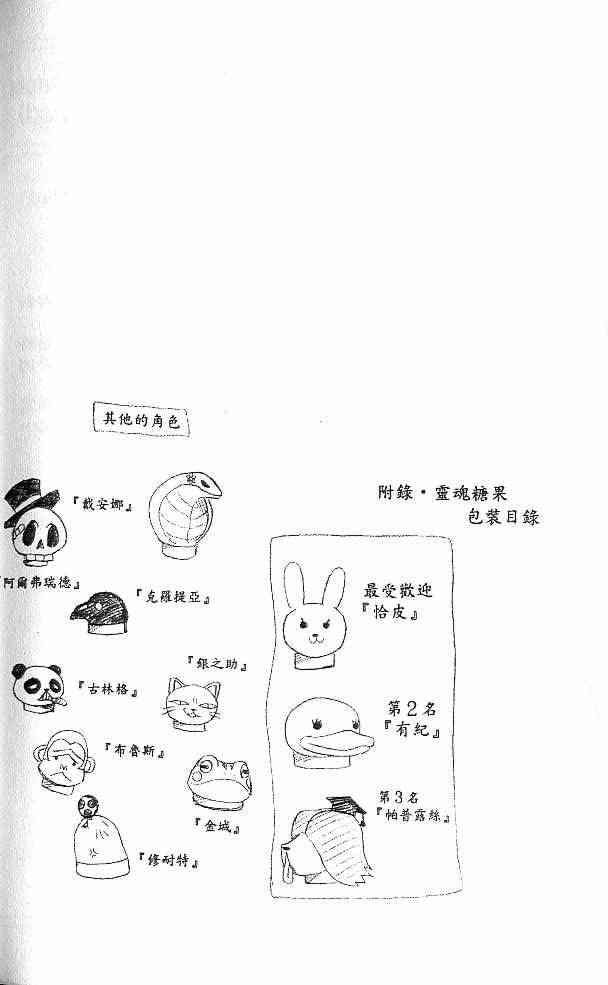 附錄・靈魂糖果
包裝目錄
最受歡迎
『恰皮』
第2名
『有紀』
第3名
『帕普露絲』
其他的角色
『戴安娜』
阿爾弗瑞德』
『克羅提亞』
『銀之助』
『古林格』
『布魯斯』
『金城』
『修耐特』